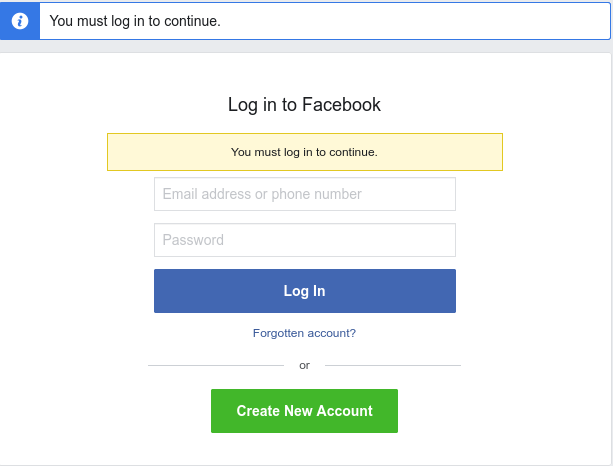 You must log in to continue.
Log in to Facebook
You must log in to continue.
Email address or phone number
Password
Log In
Forgotten account?
or
Create New Account